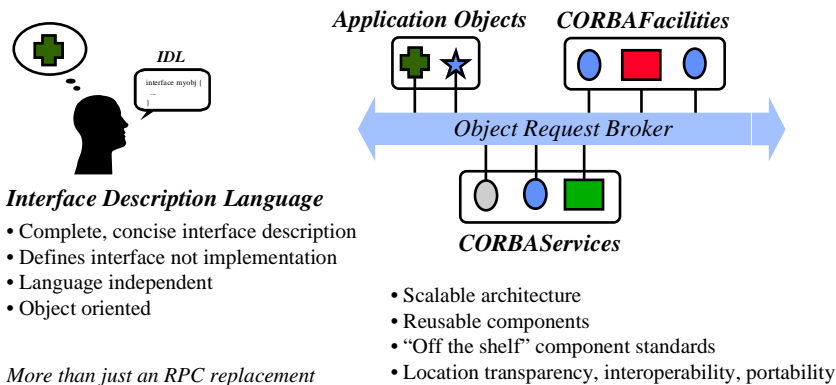 IDL
interface myobj {
...
}
Interface Description Language
• Complete, concise interface description
• Defines interface not implementation
• Language independent
• Object oriented
More than just an RPC replacement
Application Objects
CORBAFacilities
Object Request Broker
CORBAServices
• Scalable architecture
• Reusable components
• “Off the shelf” component standards
• Location transparency, interoperability, portability